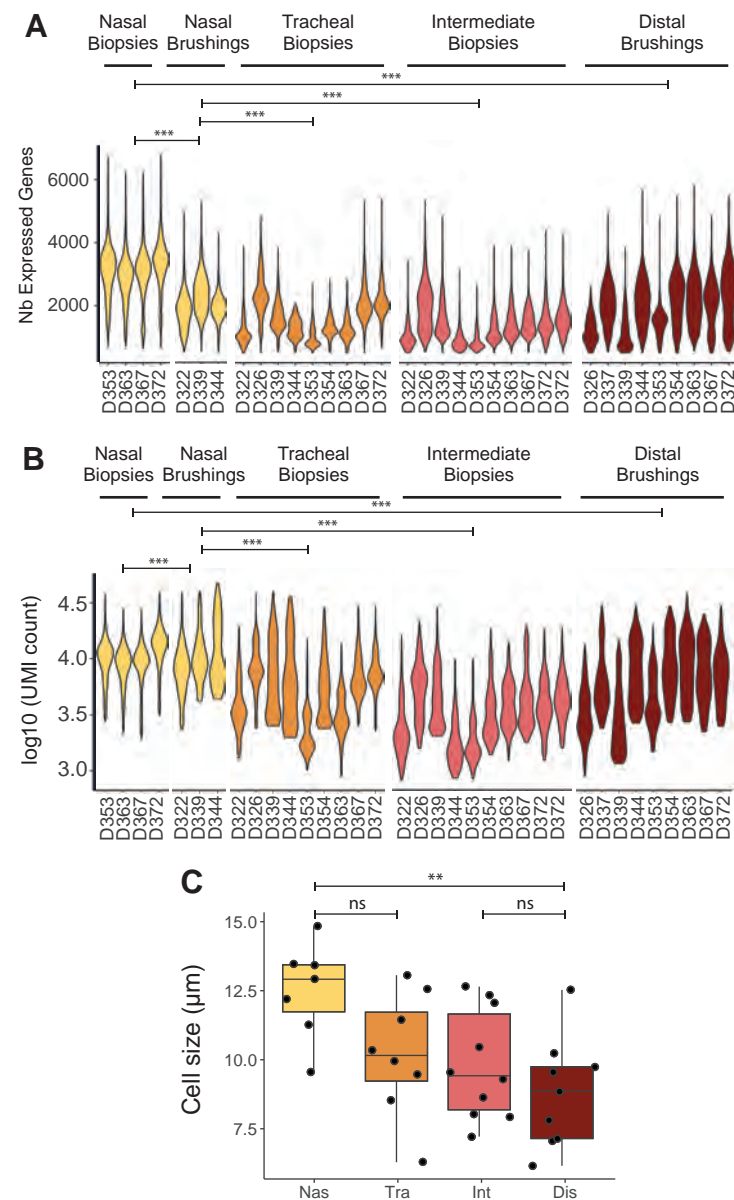 A
Nasal Biopsies
Nasal Brushings
Tracheal Biopsies
Intermediate Biopsies
Distal Brushings
***
***
***
***
Nb Expressed Genes
6000
4000
2000
D353 D363 D367 D372 D322 D339 D344 D322 D326 D339 D344 D353 D354 D363 D367 D372 D322 D326 D339 D344 D353 D354 D363 D367 D372 D372 D326 D337 D339 D344 D353 D354 D363 D367 D372
B
Nasal Biopsies
Nasal Brushings
Tracheal Biopsies
Intermediate Biopsies
Distal Brushings
***
***
***
***
log10 (UMI count)
4.5
4.0
3.5
3.0
D353 D363 D367 D372 D322 D339 D344 D322 D326 D339 D344 D353 D354 D363 D367 D372 D322 D326 D339 D344 D353 D354 D363 D367 D372 D372 D326 D337 D339 D344 D353 D354 D363 D367 D372
C
**
ns
ns
Cell size (µm)
15.0
12.5
10.0
7.5
Nas Tra Int Dis